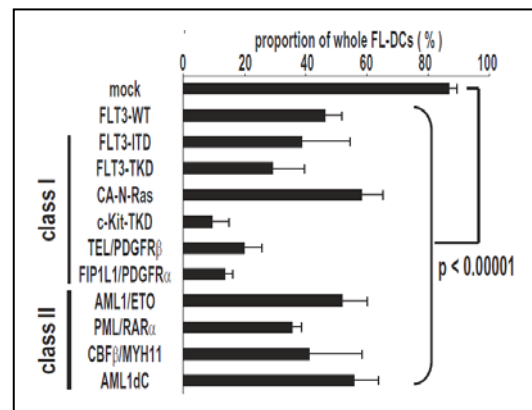 proportion of whole FL-DCs ( % )
0 20 40 60 80 100
mock
FLT3-WT
FLT3-ITD
FLT3-TKD
CA-N-Ras
c-Kit-TKD
TEL/PDGFRβ
FIP1L1/PDGFRα
AML1/ETO
PML/RARα
CBFβ/MYH11
AML1dC
class I
class II
p < 0.00001